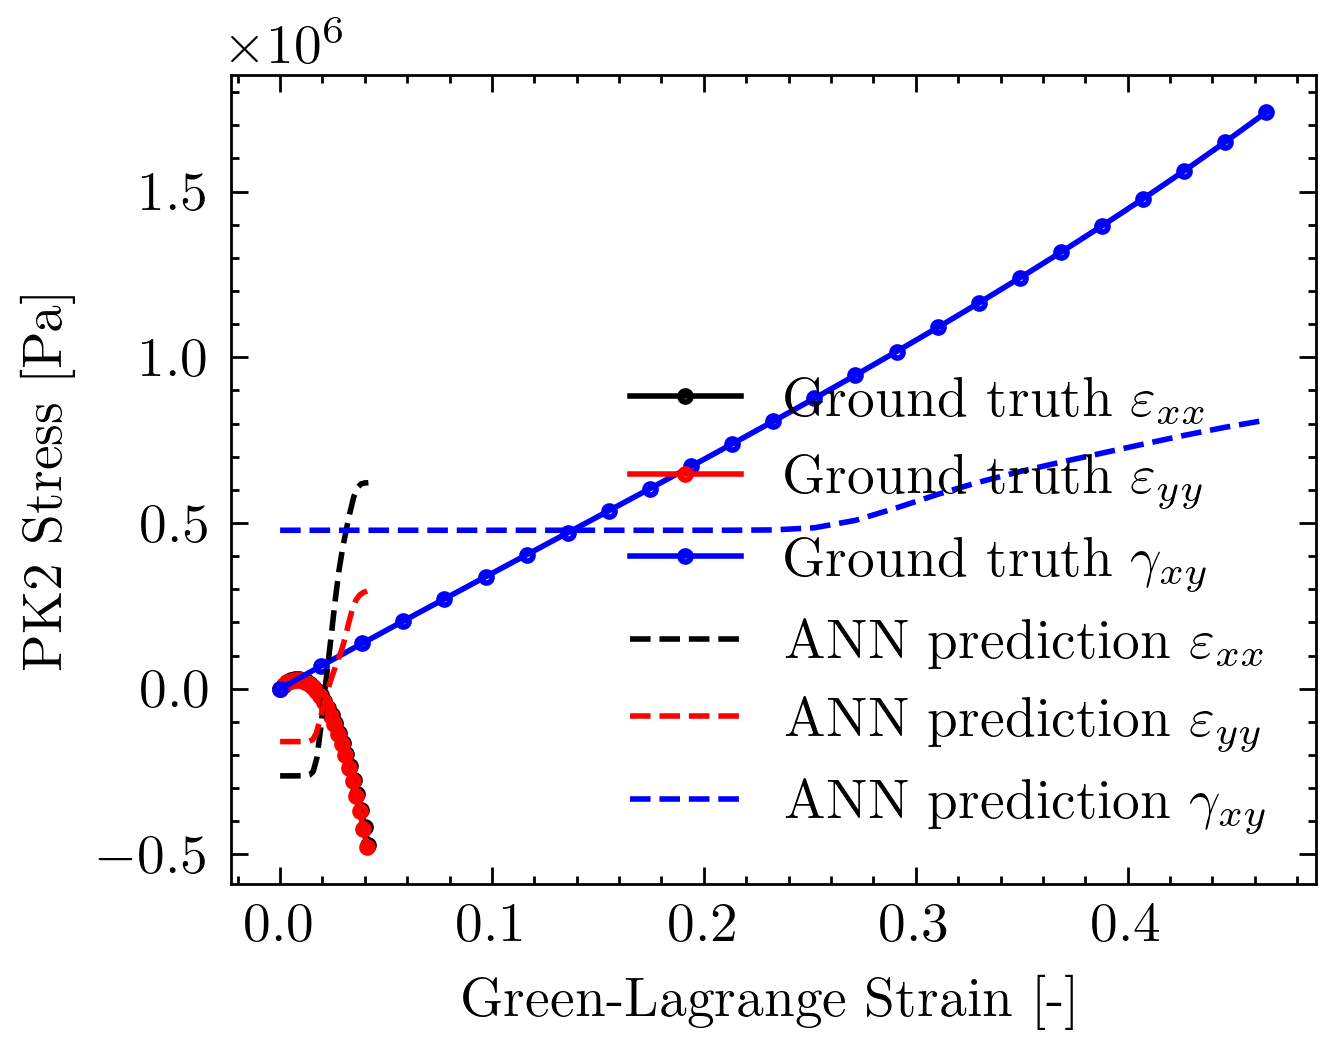 ×10⁶
1.5
1.0
0.5
0.0
−0.5
PK2 Stress [Pa]
Ground truth εxx
Ground truth εyy
Ground truth γxy
ANN prediction εxx
ANN prediction εyy
ANN prediction γxy
0.0 0.1 0.2 0.3 0.4
Green-Lagrange Strain [-]